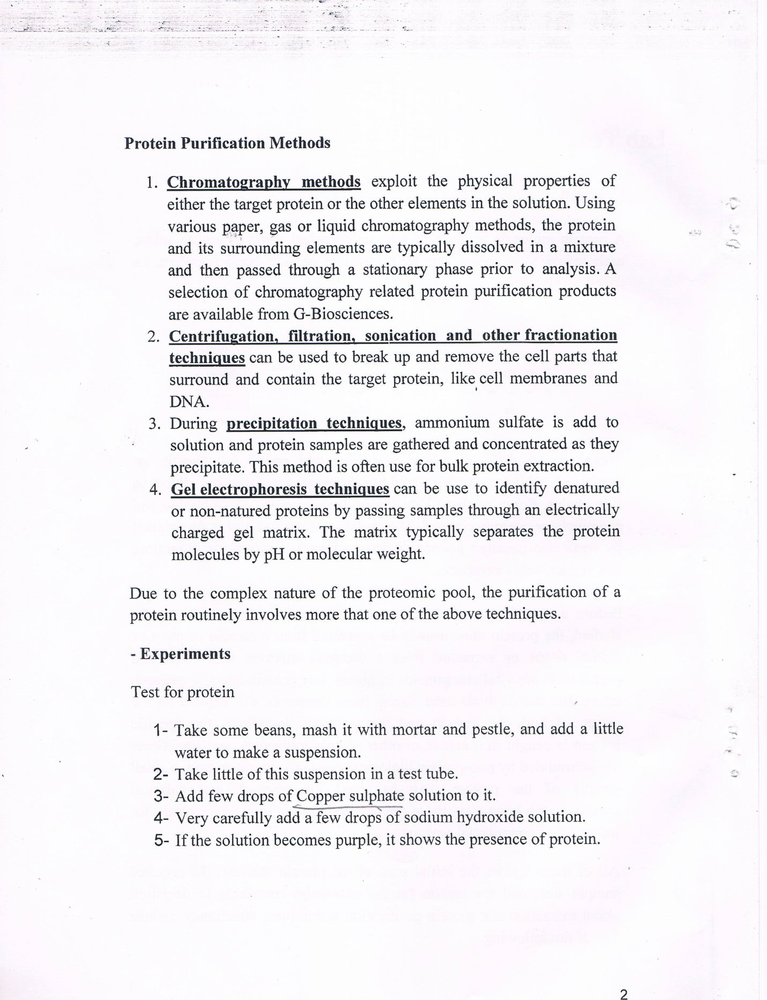 Protein Purification Methods
1. Chromatography methods exploit the physical properties of
either the target protein or the other elements in the solution. Using
various paper, gas or liquid chromatography methods, the protein
and its surrounding elements are typically dissolved in a mixture
and then passed through a stationary phase prior to analysis. A
selection of chromatography related protein purification products
are available from G-Biosciences.
2. Centrifugation, filtration, sonication and other fractionation
techniques can be used to break up and remove the cell parts that
surround and contain the target protein, like cell membranes and
DNA.
3. During precipitation techniques, ammonium sulfate is add to
solution and protein samples are gathered and concentrated as they
precipitate. This method is often use for bulk protein extraction.
4. Gel electrophoresis techniques can be use to identify denatured
or non-natured proteins by passing samples through an electrically
charged gel matrix. The matrix typically separates the protein
molecules by pH or molecular weight.
Due to the complex nature of the proteomic pool, the purification of a
protein routinely involves more that one of the above techniques.
- Experiments
Test for protein
1- Take some beans, mash it with mortar and pestle, and add a little
water to make a suspension.
2- Take little of this suspension in a test tube.
3- Add few drops of Copper sulphate solution to it.
4- Very carefully add a few drops of sodium hydroxide solution.
5- If the solution becomes purple, it shows the presence of protein.
2